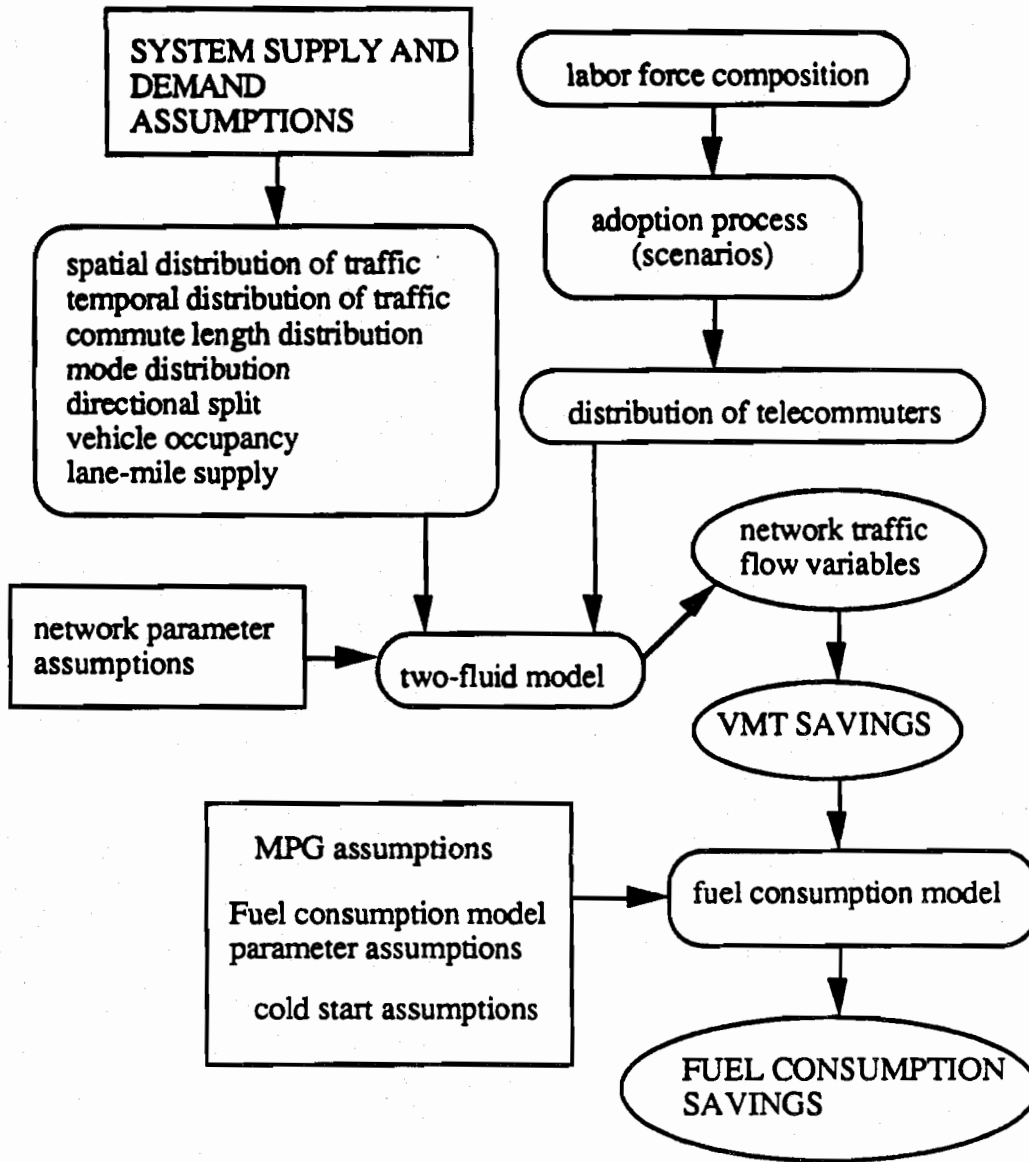 SYSTEM SUPPLY AND
DEMAND
ASSUMPTIONS
labor force composition
adoption process
(scenarios)
spatial distribution of traffic
temporal distribution of traffic
commute length distribution
mode distribution
directional split
vehicle occupancy
lane-mile supply
distribution of telecommuters
network traffic
flow variables
network parameter
assumptions
two-fluid model
VMT SAVINGS
MPG assumptions
Fuel consumption model
parameter assumptions
cold start assumptions
fuel consumption model
FUEL CONSUMPTION
SAVINGS